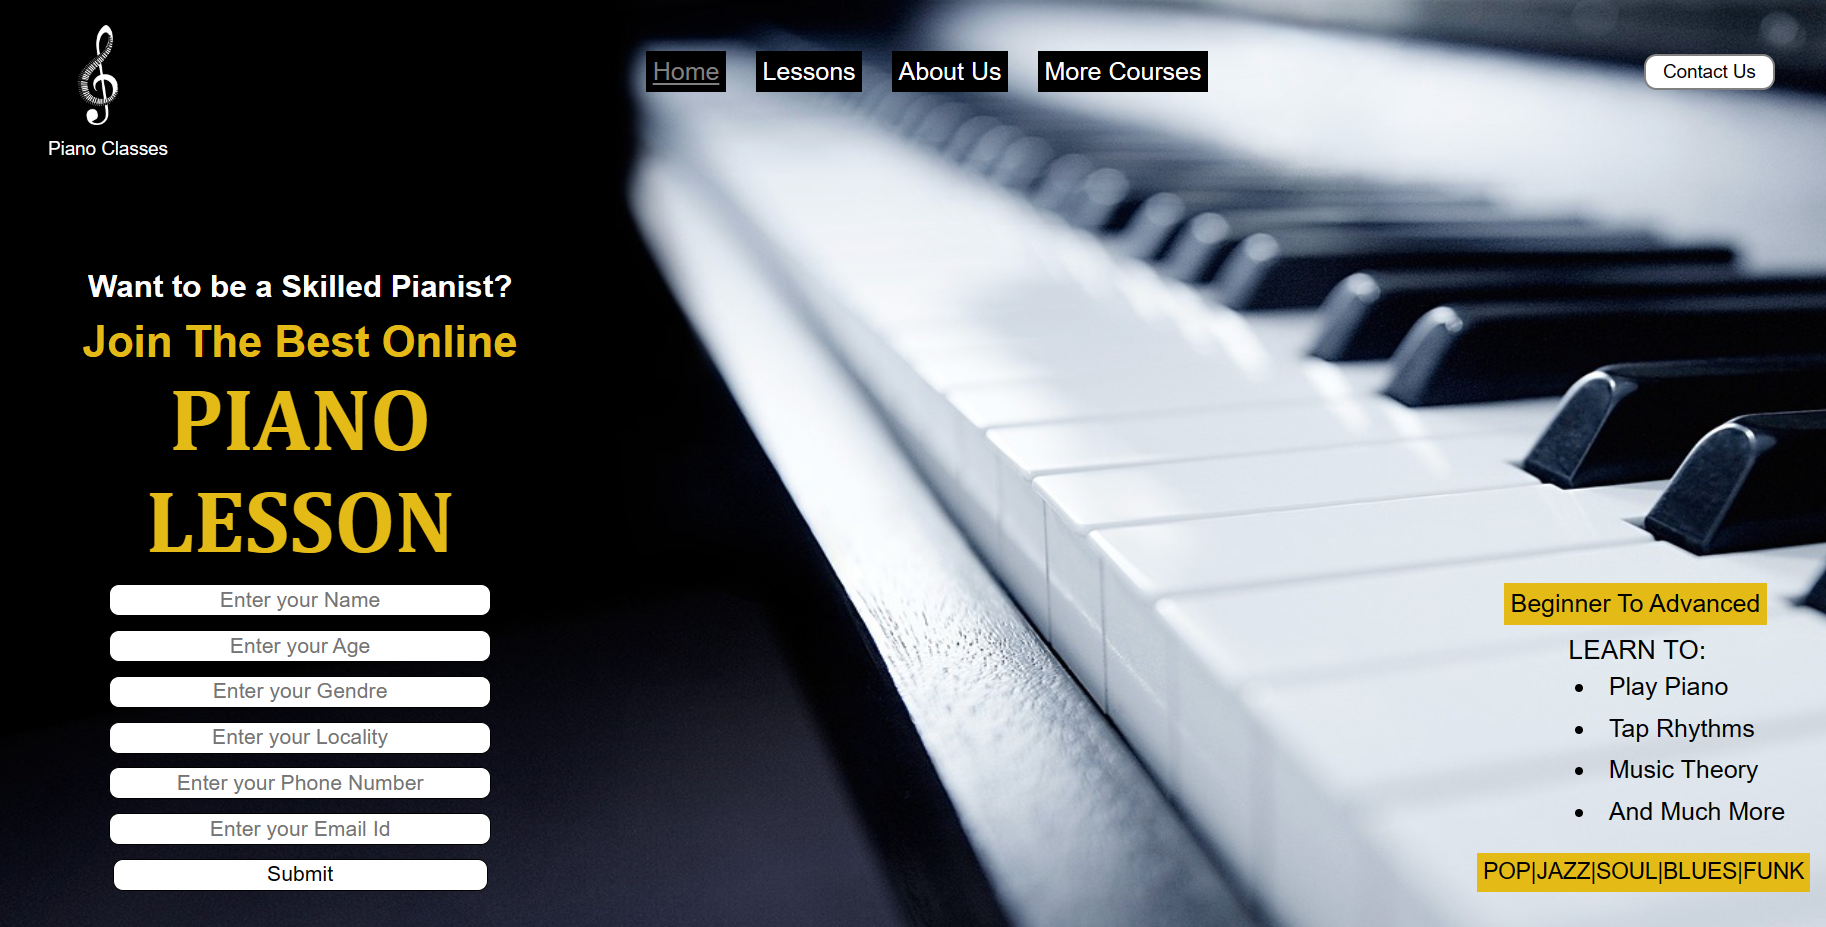 Piano Classes
Home
Lessons
About Us
More Courses
Contact Us
Want to be a Skilled Pianist?
Join The Best Online
PIANO
LESSON
Enter your Name
Enter your Age
Enter your Gendre
Enter your Locality
Enter your Phone Number
Enter your Email Id
Submit
Beginner To Advanced
LEARN TO:
Play Piano
Tap Rhythms
Music Theory
And Much More
POP|JAZZ|SOUL|BLUES|FUNK